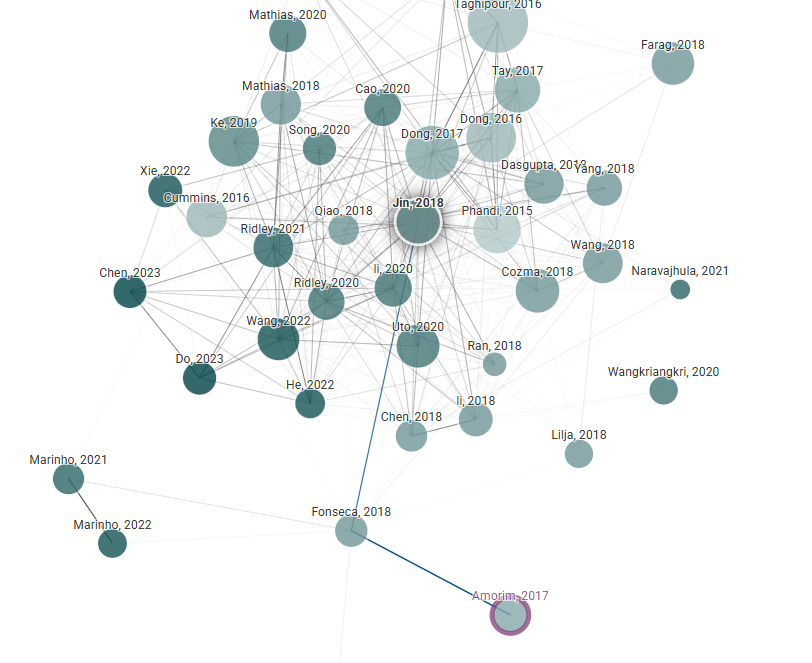 Taghipour, 2016
Mathias, 2020
Farag, 2018
Tay, 2017
Mathias, 2018
Cao, 2020
Ke, 2019
Song, 2020
Dong, 2016
Dong, 2017
Dasgupta, 2018
Yang, 2018
Xie, 2022
Cummins, 2016
Jin, 2018
Qiao, 2018
Phandi, 2015
Ridley, 2021
Wang, 2018
Chen, 2023
li, 2020
Cozma, 2018
Naravajhula, 2021
Ridley, 2020
Wang, 2022
Uto, 2020
Ran, 2018
Do, 2023
Wangkriangkri, 2020
He, 2022
li, 2018
Chen, 2018
Lilja, 2018
Marinho, 2021
Fonseca, 2018
Marinho, 2022
Amorim, 2017